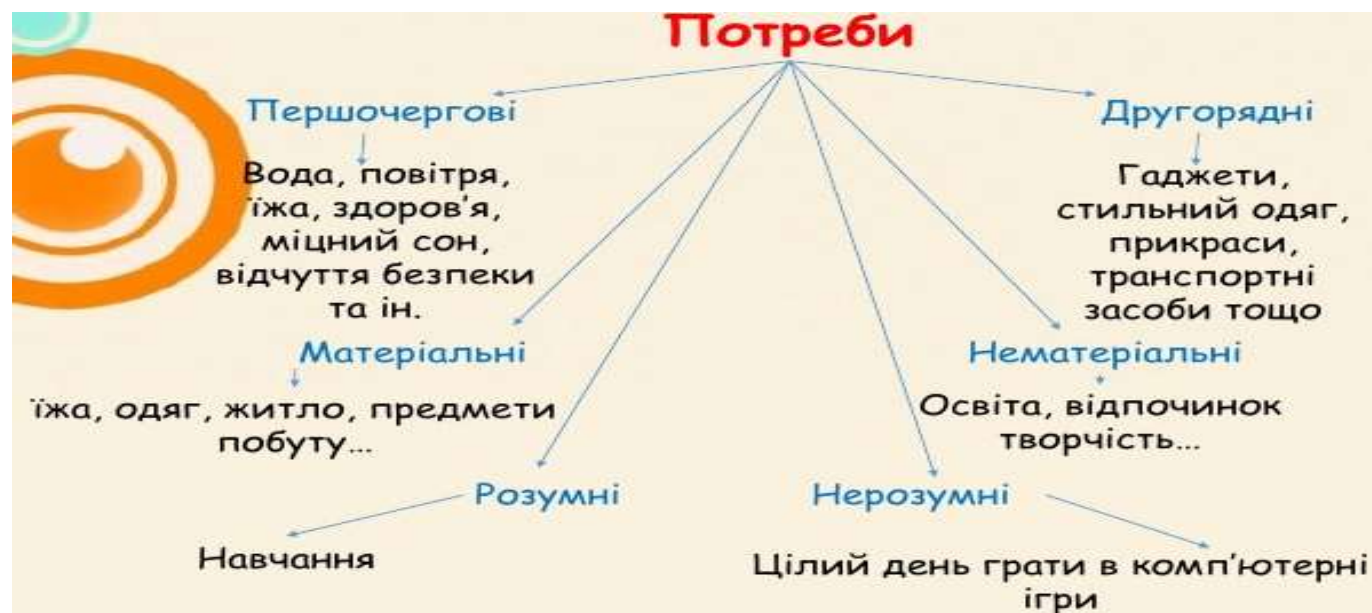 Потреби
Першочергові
Вода, повітря,
їжа, здоров'я,
міцний сон,
відчуття безпеки
та ін.
Другорядні
Гаджети,
стильний одяг,
прикраси,
транспортні
засоби тощо
Матеріальні
їжа, одяг, житло, предмети
побуту...
Нематеріальні
Освіта, відпочинок
творчість...
Розумні
Навчання
Нерозумні
Цілий день грати в комп'ютерні
ігри